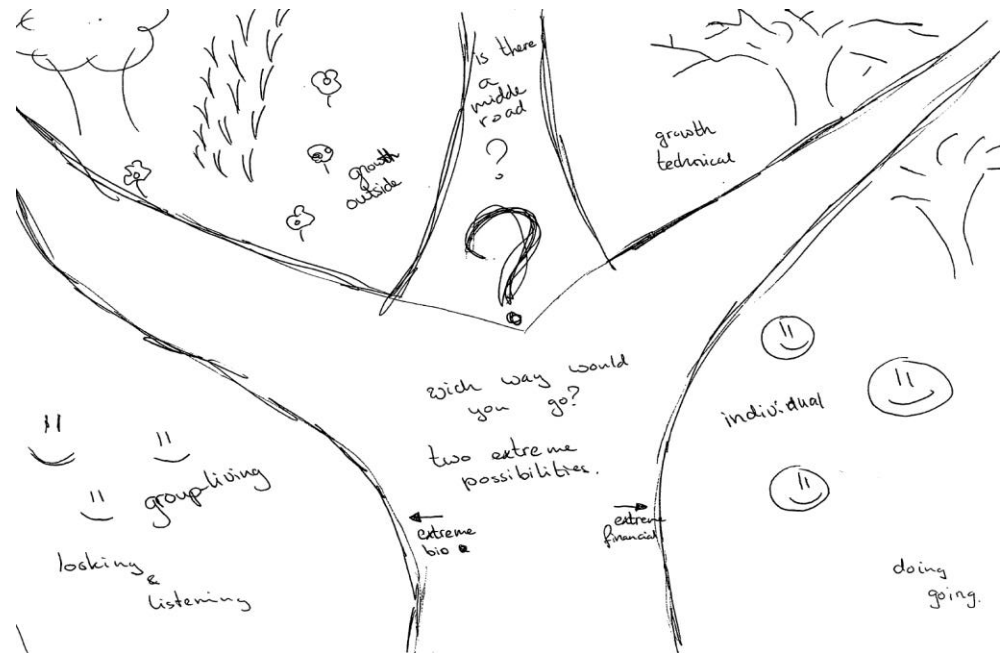 is there
a
midde
road
?
growth
outside
growth
technical
?
wich way would
you go?
two extreme
possibilities.
individual
group-living
extreme
bio
extreme
financial
looking
&
listening
doing
going.